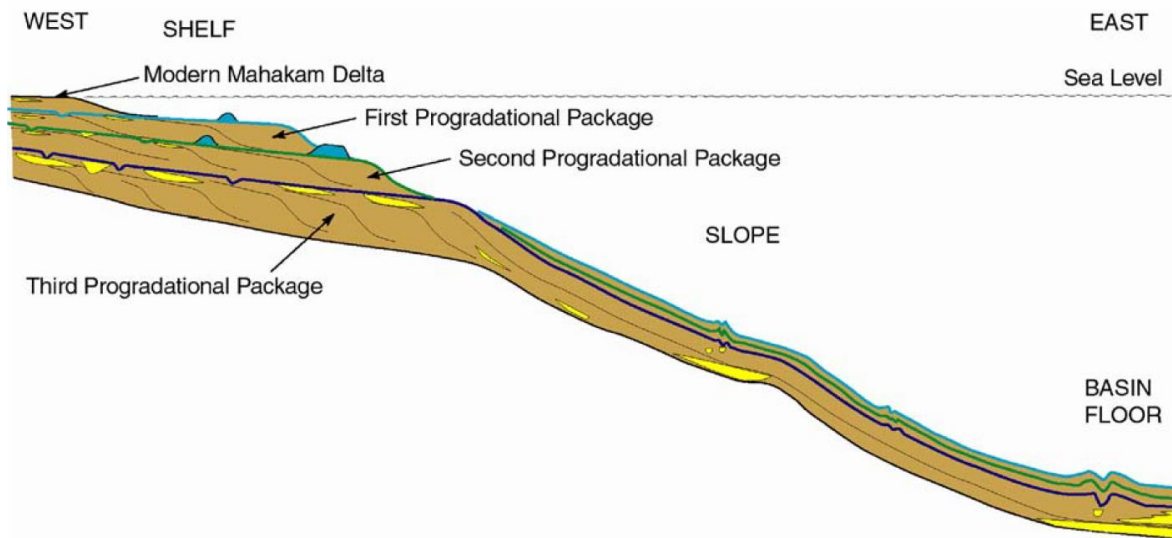 WEST
SHELF
EAST
Modern Mahakam Delta
Sea Level
First Progradational Package
Second Progradational Package
SLOPE
Third Progradational Package
BASIN
FLOOR